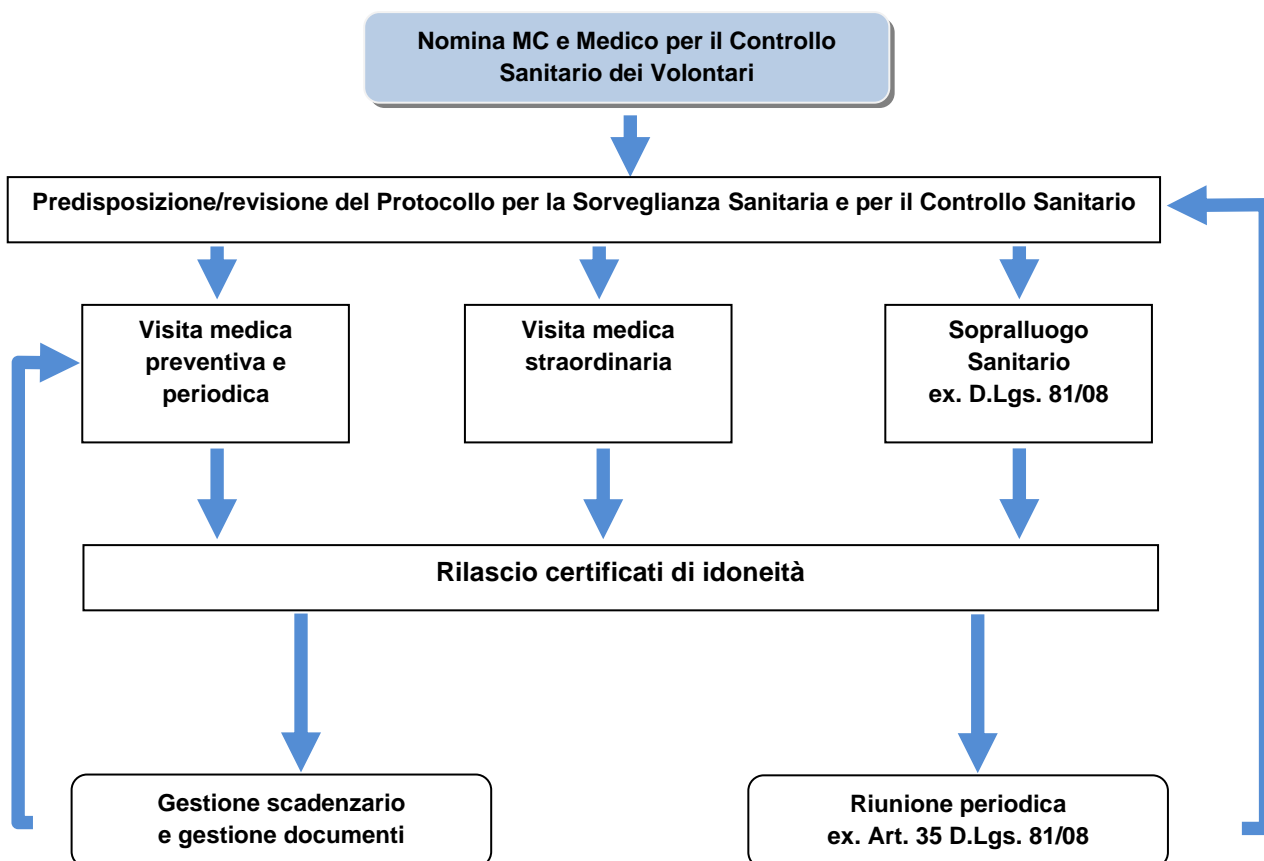 Nomina MC e Medico per il Controllo
Sanitario dei Volontari
Predisposizione/revisione del Protocollo per la Sorveglianza Sanitaria e per il Controllo Sanitario
Visita medica
preventiva e
periodica
Visita medica
straordinaria
Sopralluogo
Sanitario
ex. D.Lgs. 81/08
Rilascio certificati di idoneità
Gestione scadenzario
e gestione documenti
Riunione periodica
ex. Art. 35 D.Lgs. 81/08